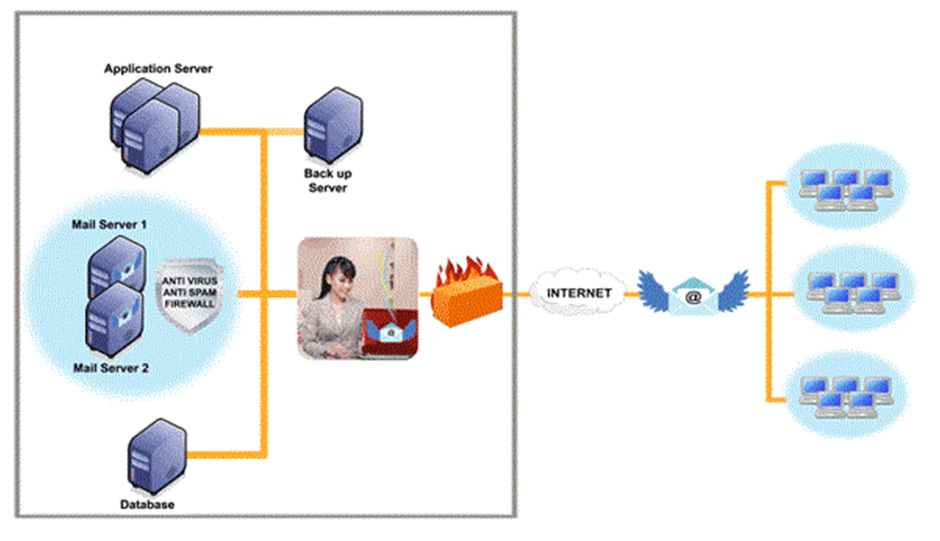 Application Server
Back up
Server
Mail Server 1
ANTI VIRUS
ANTI SPAM
FIREWALL
@
INTERNET
@
Mail Server 2
Database